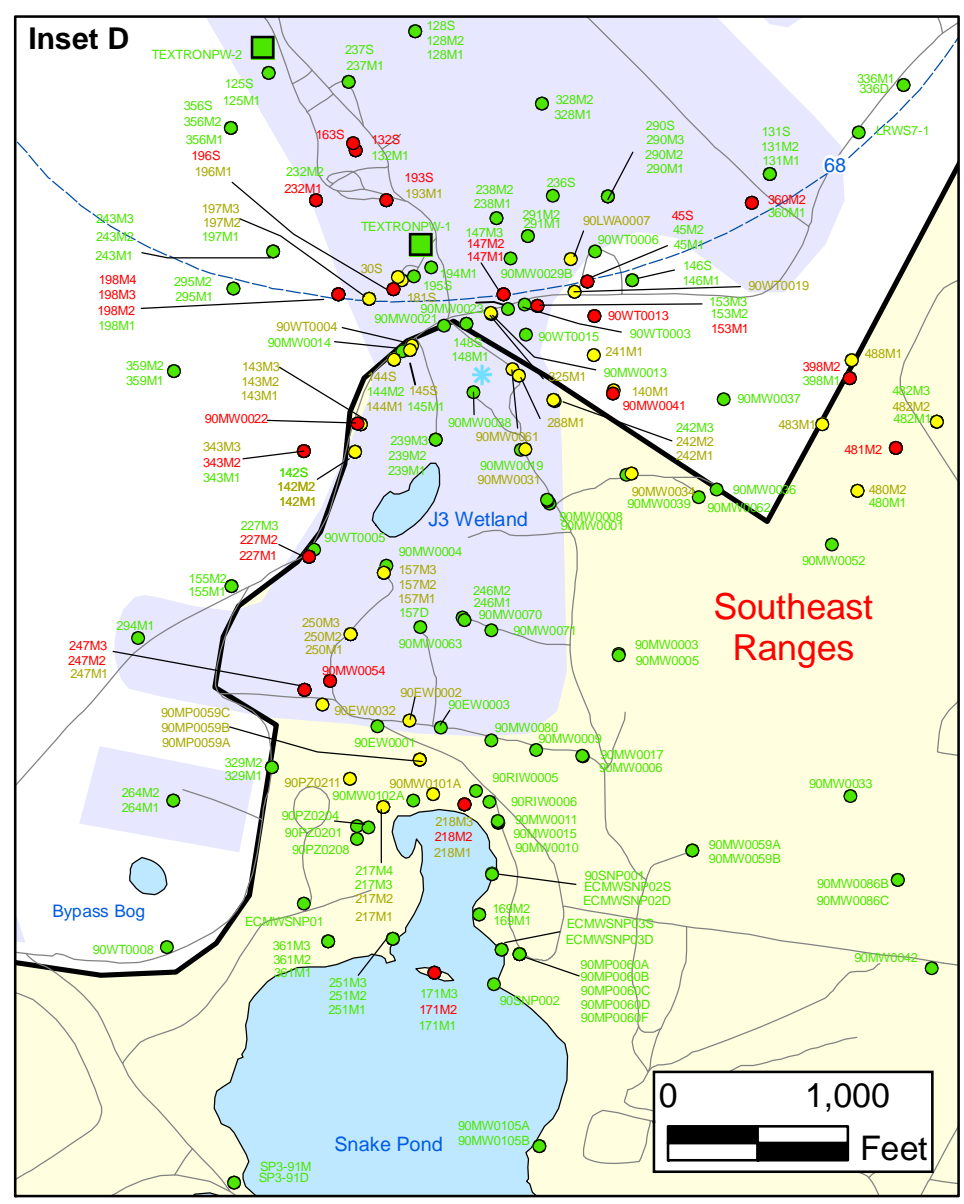 Inset D
128S
128M2
128M1
TEXTRONPW-2
237S
237M1
125S
125M1
336M1
336D
356S
356M2
356M1
328M2
328M1
LRWS7-1
163S
132S
132M1
290S
290M3
290M2
290M1
131S
131M2
131M1
68
196S
196M1
232M2
232M1
193S
193M1
238M2
238M1
236S
360M2
360M1
197M3
197M2
197M1
243M3
243M2
243M1
TEXTRONPW-1
147M3
147M2
147M1
291M2
291M1
90LWA0007
90WT0006
45S
45M2
45M1
146S
146M1
90WT0019
30S
194M1
195S
181S
90MW0029B
198M4
198M3
198M2
198M1
295M2
295M1
90MW0023
90MW0021
153M3
153M2
153M1
90WT0013
90WT0003
90WT0015
90WT0004
90MW0014
148S
148M1
241M1
90MW0013
225M1
488M1
359M2
359M1
143M3
143M2
143M1
144S
144M2
144M1
145S
145M1
140M1
90MW0041
398M2
398M1
482M3
482M2
482M1
90MW0037
288M1
90MW0022
90MW0038
90MW0061
242M3
242M2
242M1
483M1
481M2
343M3
343M2
343M1
239M3
239M2
239M1
90MW0019
90MW0031
142S
142M2
142M1
90MW0034
90MW0039
90MW0036
90MW0062
480M2
480M1
J3 Wetland
90MW0008
90MW0001
227M3
227M2
227M1
90WT0005
90MW0004
90MW0052
157M3
157M2
157M1
157D
155M2
155M1
246M2
246M1
90MW0070
90MW0071
Southeast
Ranges
294M1
250M3
250M2
250M1
90MW0063
90MW0003
90MW0005
247M3
247M2
247M1
90MW0054
90EW0002
90EW0032
90EW0003
90MP0059C
90MP0059B
90MP0059A
90EW0001
90MW0080
90MW0009
90MW0017
90MW0006
329M2
329M1
90PZ0211
90MW0101A
90MW0102A
90RIW0005
90RIW0006
264M2
264M1
90MW0033
90PZ0204
90PZ0201
90PZ0208
218M3
218M2
218M1
90MW0011
90MW0015
90MW0010
90MW0059A
90MW0059B
217M4
217M3
217M2
217M1
90SNP001
ECMWSNP02S
ECMWSNP02D
90MW0086B
90MW0086C
Bypass Bog
ECMWSNP01
169M2
169M1
ECMWSNP03S
ECMWSNP03D
90WT0008
361M3
361M2
361M1
251M3
251M2
251M1
171M3
171M2
171M1
90SNP002
90MP0060A
90MP0060B
90MP0060C
90MP0060D
90MP0060F
90MW0042
0 1,000
Feet
90MW0105A
90MW0105B
Snake Pond
SP3-91M
SP3-91D